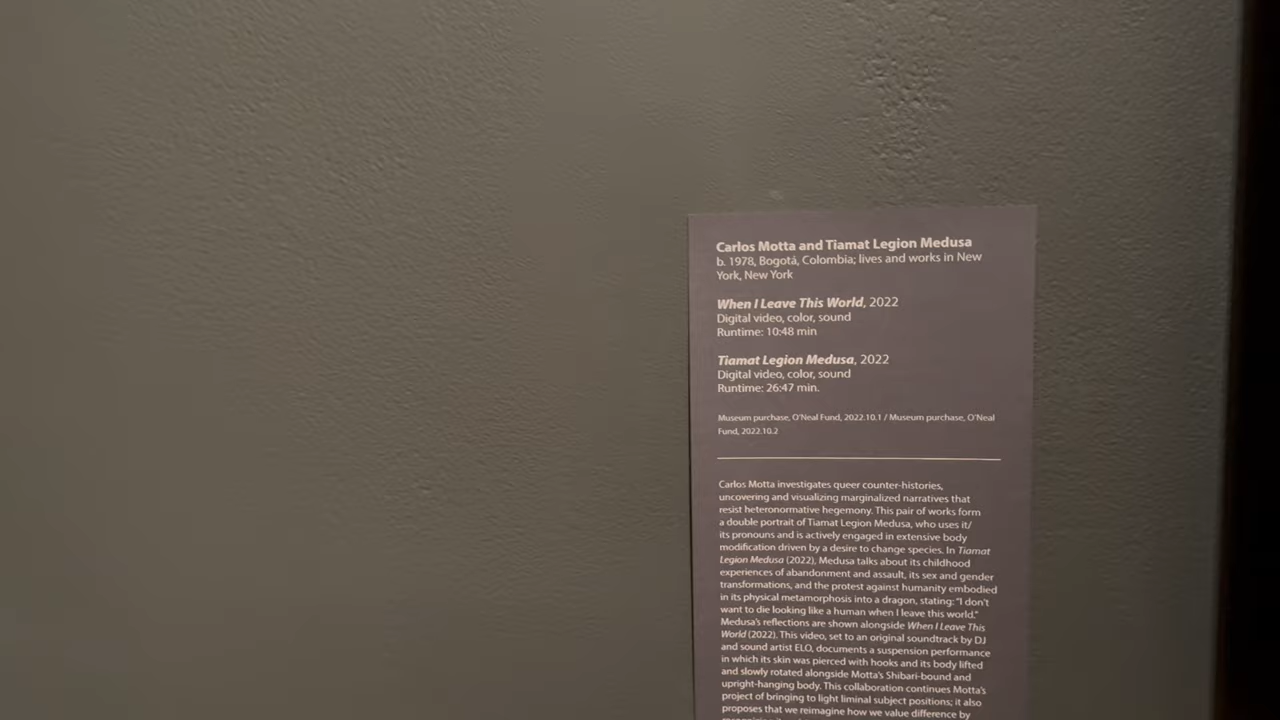 Carlos Motta and Tiamat Legion Medusa
b. 1978, Bogotá, Colombia; lives and works in New
York, New York
When I Leave This World, 2022
Digital video, color, sound
Runtime: 10:48 min
Tiamat Legion Medusa, 2022
Digital video, color, sound
Runtime: 26:47 min.
Museum purchase, O'Neal Fund, 2022.10.1 / Museum purchase, O'Neal
Fund, 2022.10.2
Carlos Motta investigates queer counter-histories,
uncovering and visualizing marginalized narratives that
resist heteronormative hegemony. This pair of works form
a double portrait of Tiamat Legion Medusa, who uses it/
its pronouns and is actively engaged in extensive body
modification driven by a desire to change species. In Tiamat
Legion Medusa (2022), Medusa talks about its childhood
experiences of abandonment and assault, its sex and gender
transformations, and the protest against humanity embodied
in its physical metamorphosis into a dragon, stating: "I don't
want to die looking like a human when I leave this world."
Medusa's reflections are shown alongside When I Leave This
World (2022). This video, set to an original soundtrack by DJ
and sound artist ELO, documents a suspension performance
in which its skin was pierced with hooks and its body lifted
and slowly rotated alongside Motta's Shibari-bound and
upright-hanging body. This collaboration continues Motta's
project of bringing to light liminal subject positions; it also
proposes that we reimagine how we value difference by